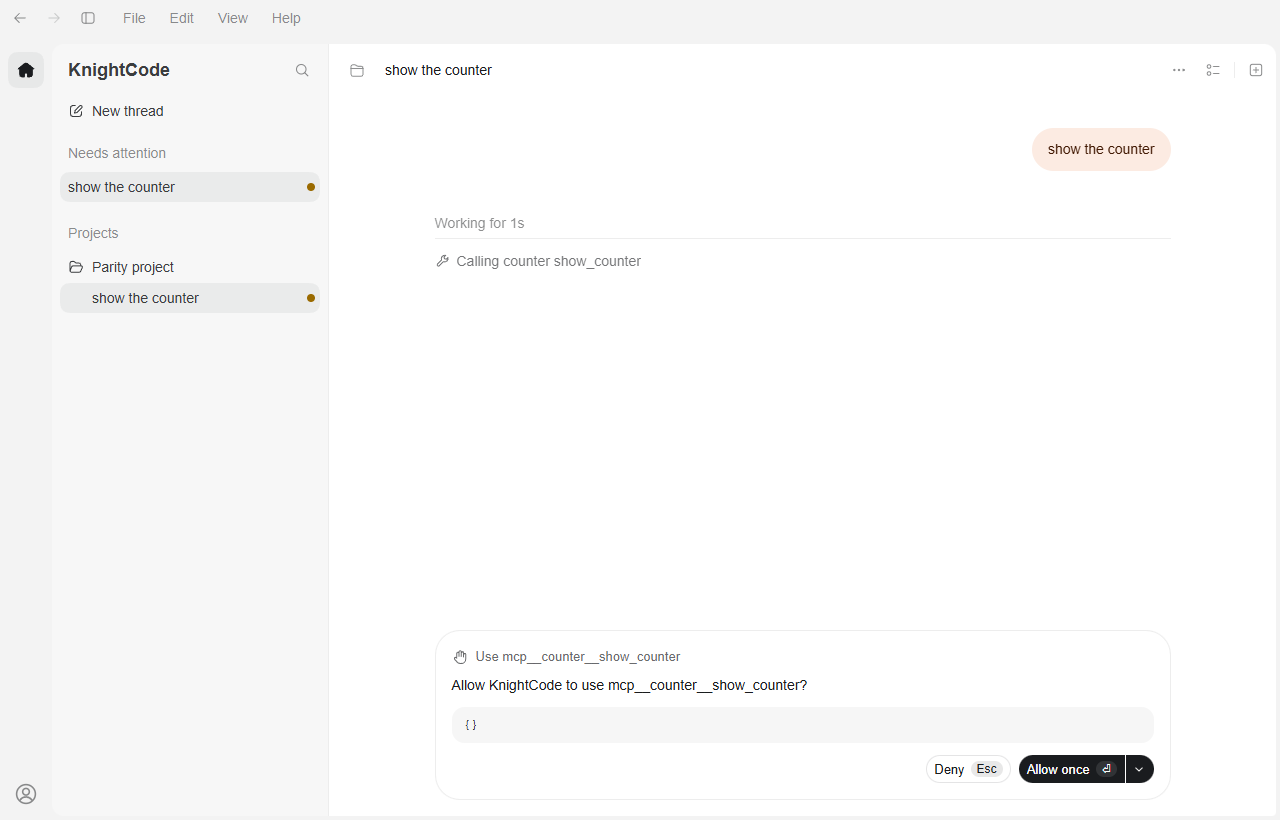 File Edit View Help
KnightCode
New thread
Needs attention
show the counter
Projects
Parity project
show the counter
show the counter
show the counter
Working for 1s
Calling counter show_counter
Use mcp__counter__show_counter
Allow KnightCode to use mcp__counter__show_counter?
{}
Deny Esc Allow once ⏎